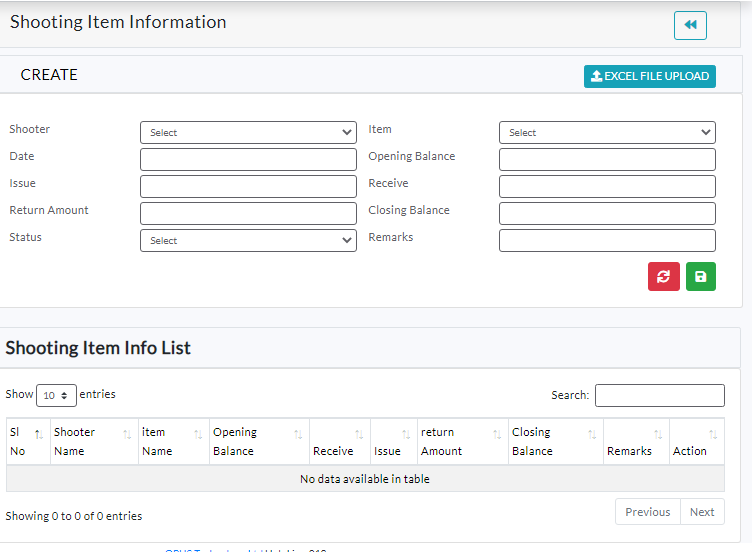 Shooting Item Information
CREATE
EXCEL FILE UPLOAD
Shooter Select Item Select
Date Opening Balance
Issue Receive
Return Amount Closing Balance
Status Select Remarks
Shooting Item Info List
Show 10 entries Search:
Sl No Shooter Name item Name Opening Balance Receive Issue return Amount Closing Balance Remarks Action
No data available in table
Showing 0 to 0 of 0 entries
Previous Next